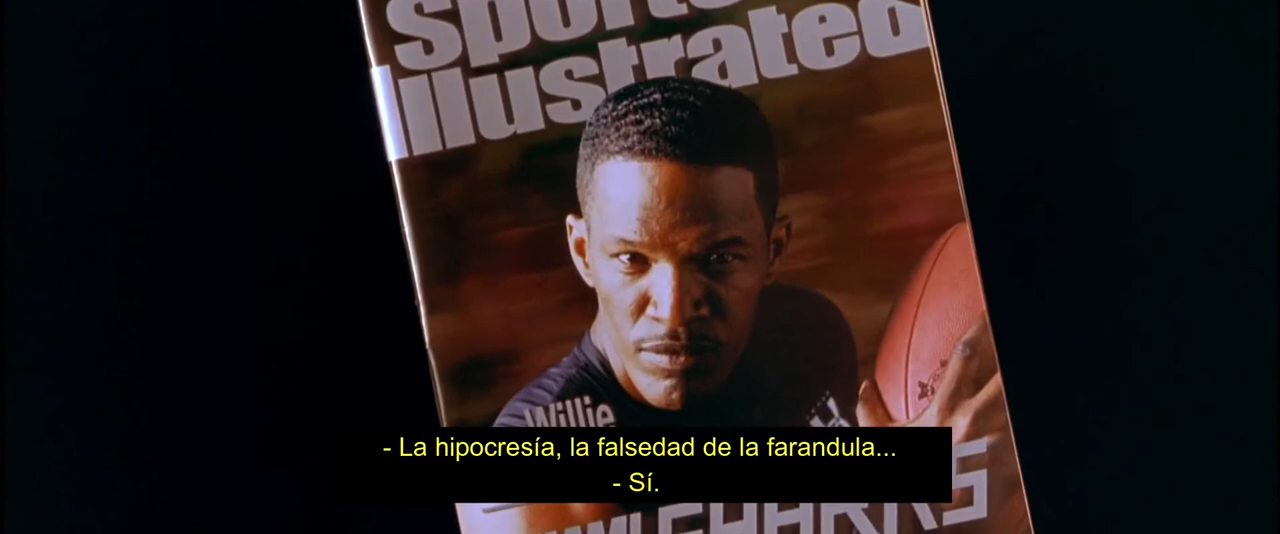 Sports
Illustrated
Willie
- La hipocresía, la falsedad de la farandula...
- Sí.